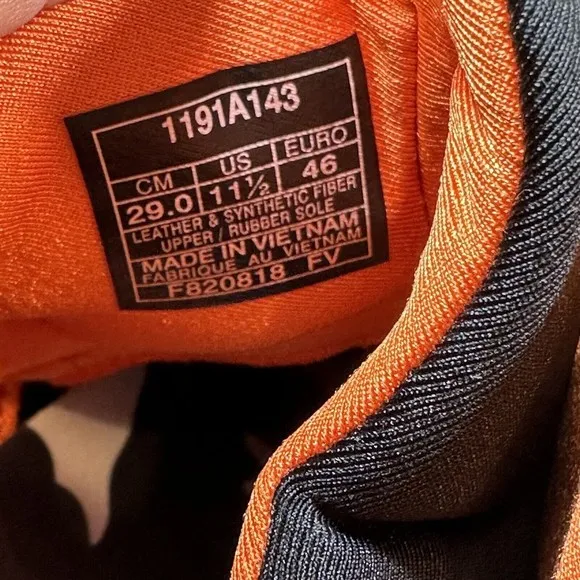 1191A143
CM US EURO
29.0 11½ 46
LEATHER & SYNTHETIC FIBER
UPPER / RUBBER SOLE
MADE IN VIETNAM
FABRIQUE AU VIETNAM
F820818 FV